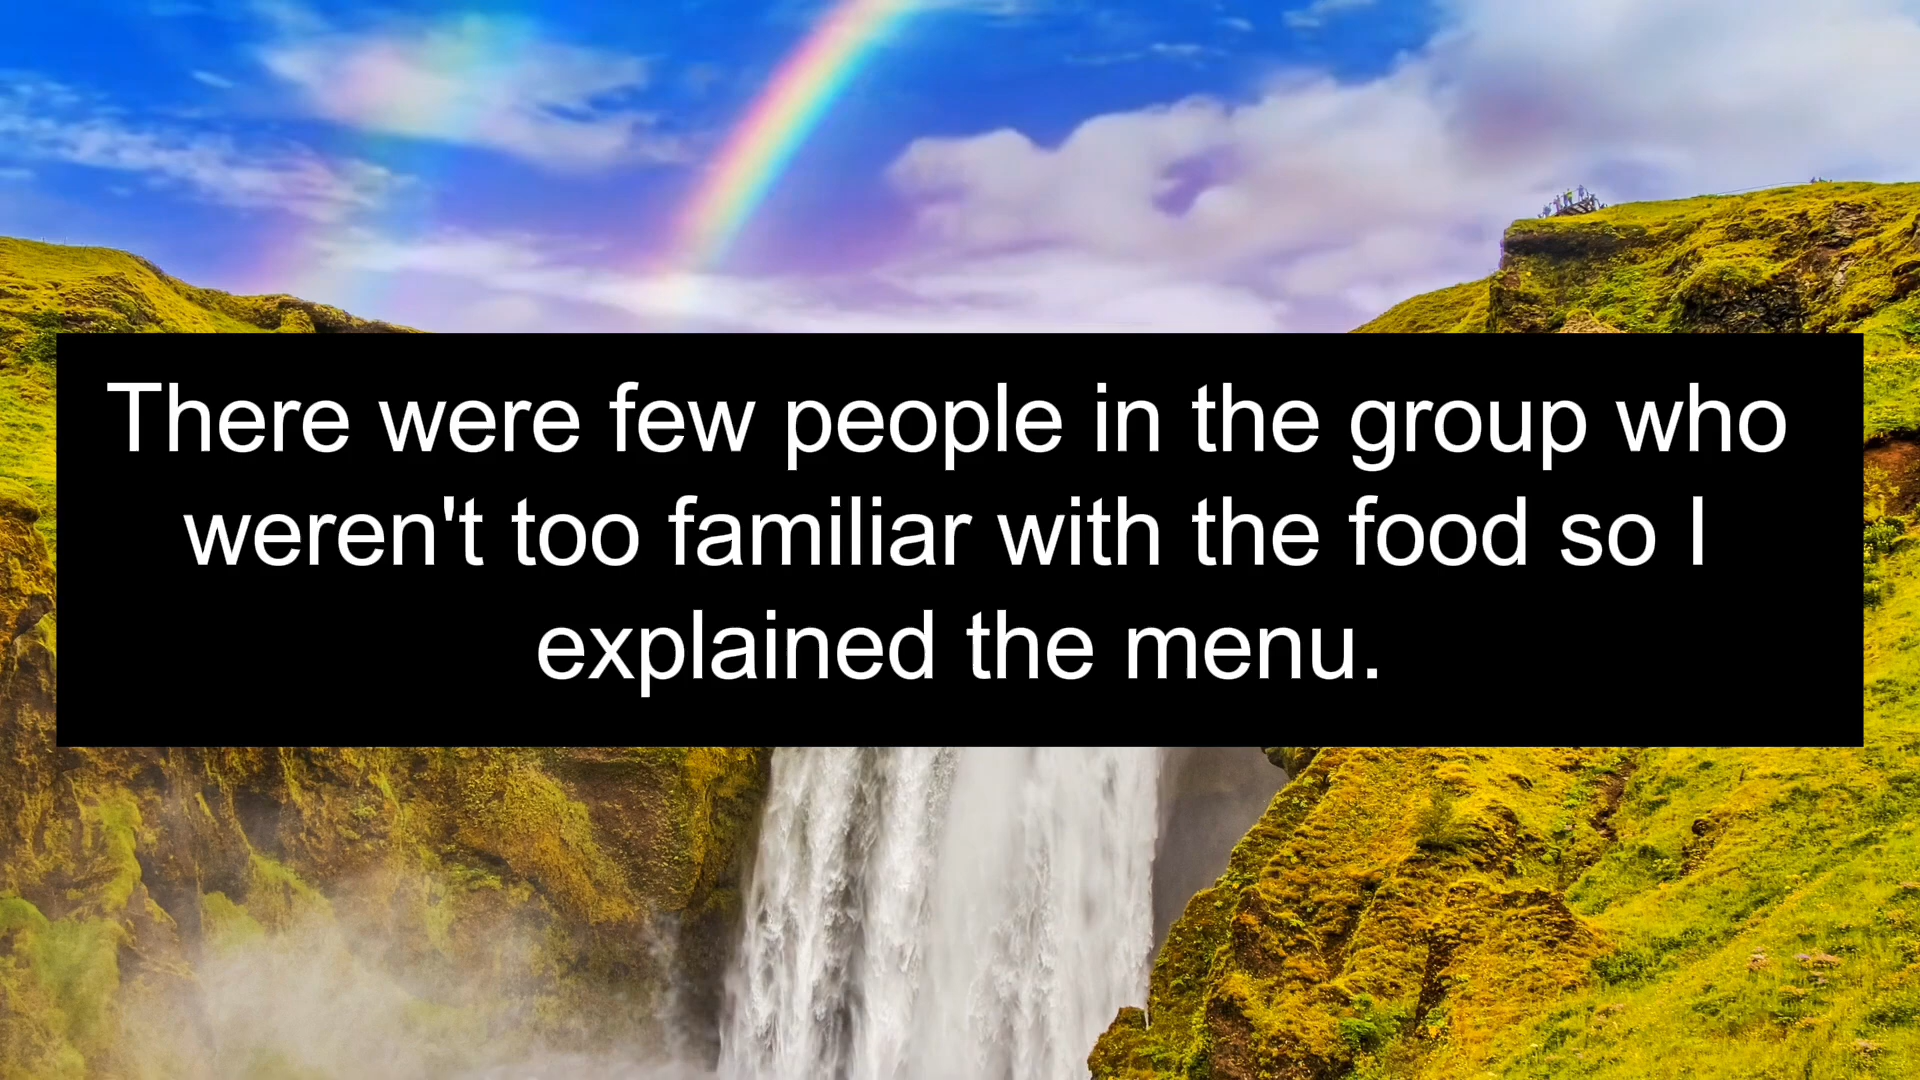 There were few people in the group who
weren't too familiar with the food so I
explained the menu.